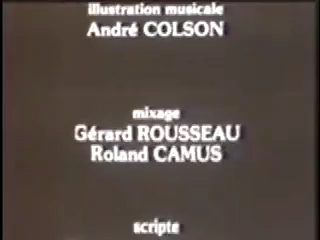 illustration musicale
André COLSON
mixage
Gérard ROUSSEAU
Roland CAMUS
scripte